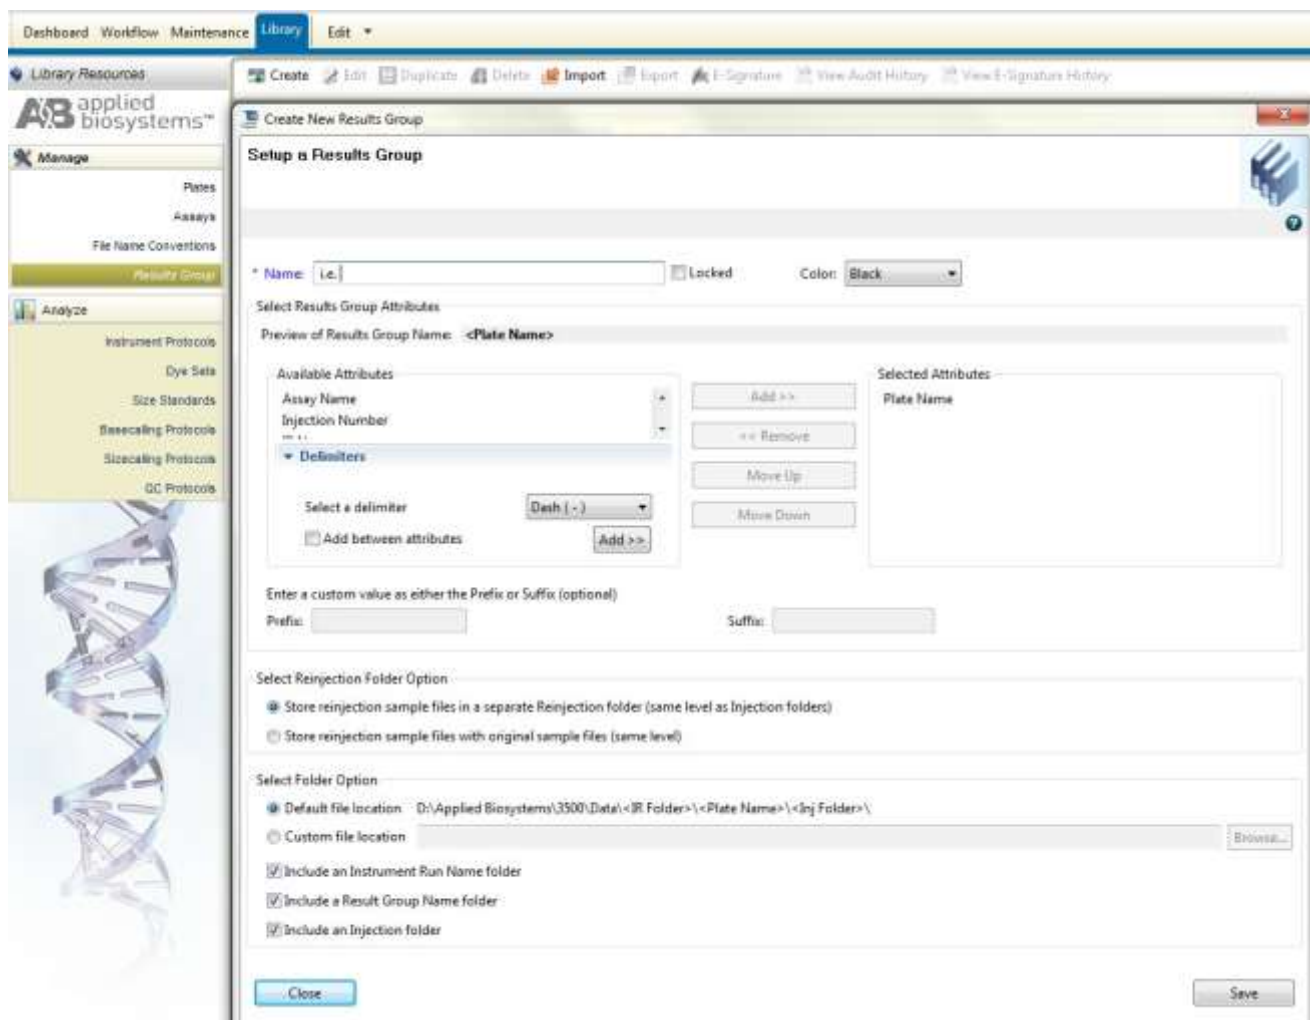 Dashboard Workflow Maintenance Library Edit
Library Resources
Create Edit Duplicate Delete Import Export E-Signature View Audit History View E-Signature History
AB applied biosystems™
Create New Results Group
Manage
Setup a Results Group
Plates
Assays
File Name Conventions
Results Group
* Name: i.e. Locked Color: Black
Analyze
Select Results Group Attributes
Instrument Protocols
Preview of Results Group Name: <Plate Name>
Dye Sets
Available Attributes
Selected Attributes
Size Standards
Assay Name
Add >>
Plate Name
Injection Number
Basecalling Protocols
<< Remove
Delimiters
Sizecalling Protocols
Move Up
QC Protocols
Select a delimiter Dash ( - )
Move Down
Add between attributes Add >>
Enter a custom value as either the Prefix or Suffix (optional)
Prefix: Suffix:
Select Reinjection Folder Option
Store reinjection sample files in a separate Reinjection folder (same level as Injection folders)
Store reinjection sample files with original sample files (same level)
Select Folder Option
Default file location D:\Applied Biosystems\3500\Data\<IR Folder>\<Plate Name>\<Inj Folder>\
Custom file location Browse...
Include an Instrument Run Name folder
Include a Result Group Name folder
Include an Injection folder
Close Save